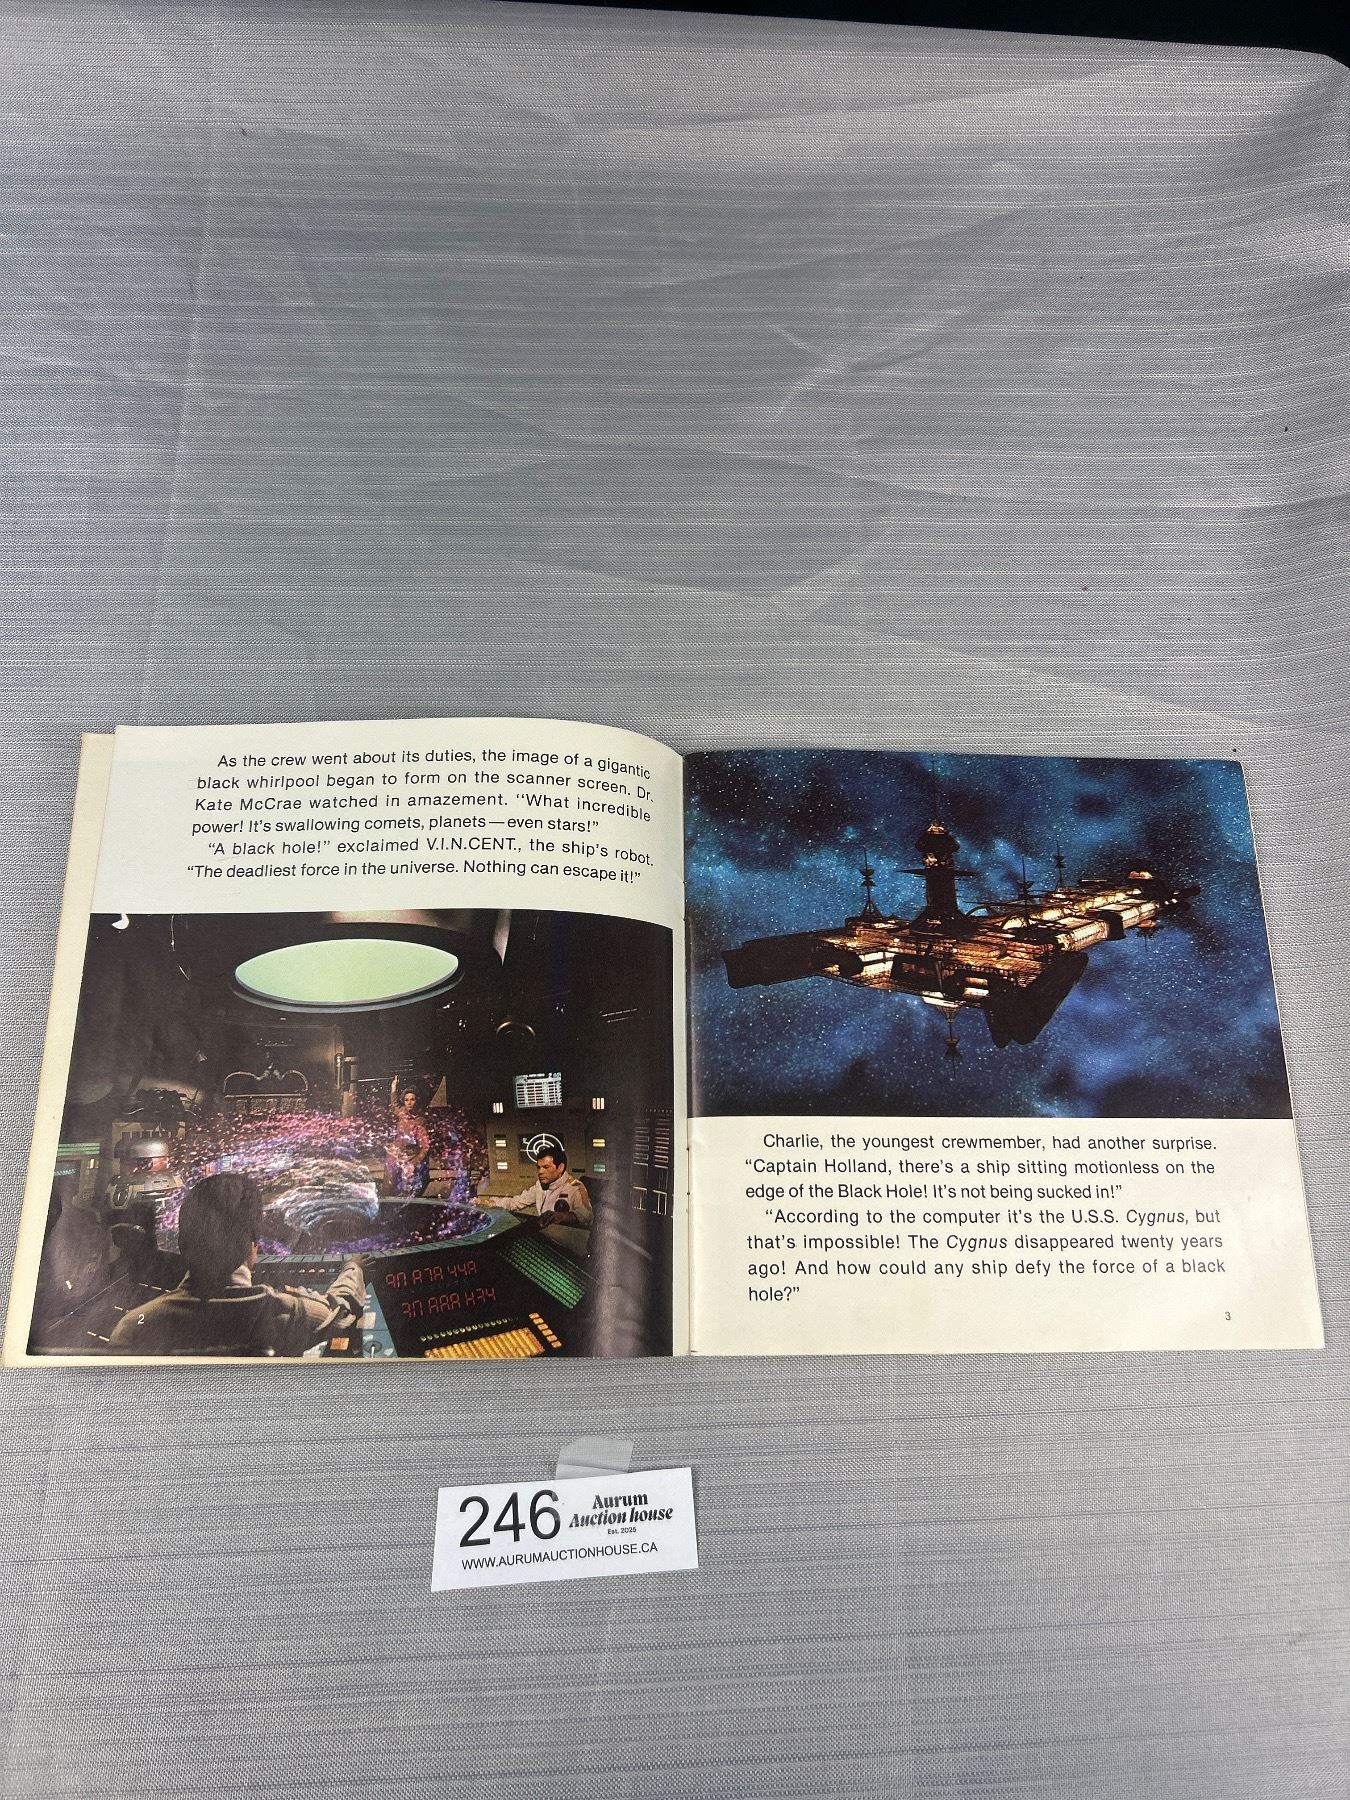 As the crew went about its duties, the image of a gigantic
black whirlpool began to form on the scanner screen. Dr.
Kate McCrae watched in amazement. "What incredible
power! It's swallowing comets, planets—even stars!"
"A black hole!" exclaimed V.I.N.CENT., the ship's robot.
"The deadliest force in the universe. Nothing can escape it!"
2
Charlie, the youngest crewmember, had another surprise.
"Captain Holland, there's a ship sitting motionless on the
edge of the Black Hole! It's not being sucked in!"
"According to the computer it's the U.S.S. Cygnus, but
that's impossible! The Cygnus disappeared twenty years
ago! And how could any ship defy the force of a black
hole?"
3
246
Aurum
Auction house
Est. 2025
WWW.AURUMAUCTIONHOUSE.CA